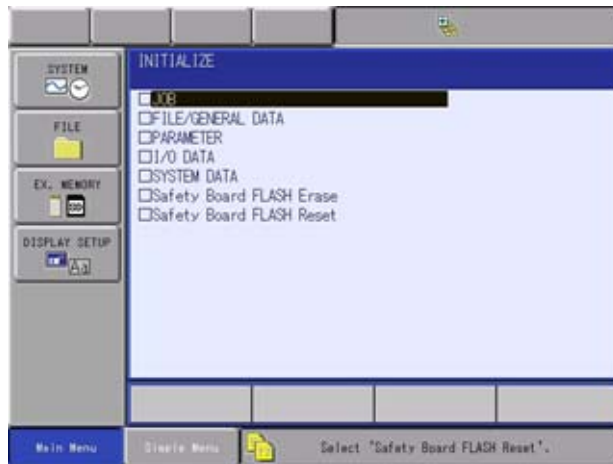 INITIALIZE
SYSTEM
FILE
EX. MEMORY
DISPLAY SETUP
JOB
FILE/GENERAL DATA
PARAMETER
I/O DATA
SYSTEM DATA
Safety Board FLASH Erase
Safety Board FLASH Reset
Main Menu
Simple Menu
Select "Safety Board FLASH Reset".